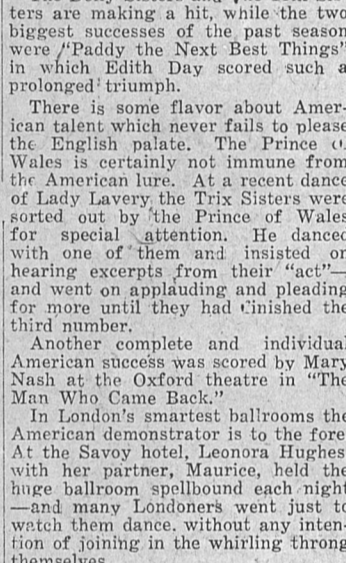 ters are making a hit, while the two
biggest successes of the past season
were "Paddy the Next Best Things"
in which Edith Day scored such a
prolonged triumph.
There is some flavor about Amer-
ican talent which never fails to please
the English palate. The Prince o
Wales is certainly not immune from
the American lure. At a recent dance
of Lady Lavery, the Trix Sisters were
sorted out by the Prince of Wales
for special attention. He danced
with one of them and insisted on
hearing excerpts from their "act"—
and went on applauding and pleading
for more until they had finished the
third number.
Another complete and individua
American success was scored by Mary
Nash at the Oxford theatre in "The
Man Who Came Back."
In London's smartest ballrooms the
American demonstrator is to the fore
At the Savoy hotel, Leonora Hughes
with her partner, Maurice, held the
huge ballroom spellbound each night
—and many Londoners went just to
watch them dance. without any inten-
tion of joining in the whirling throng
themselves